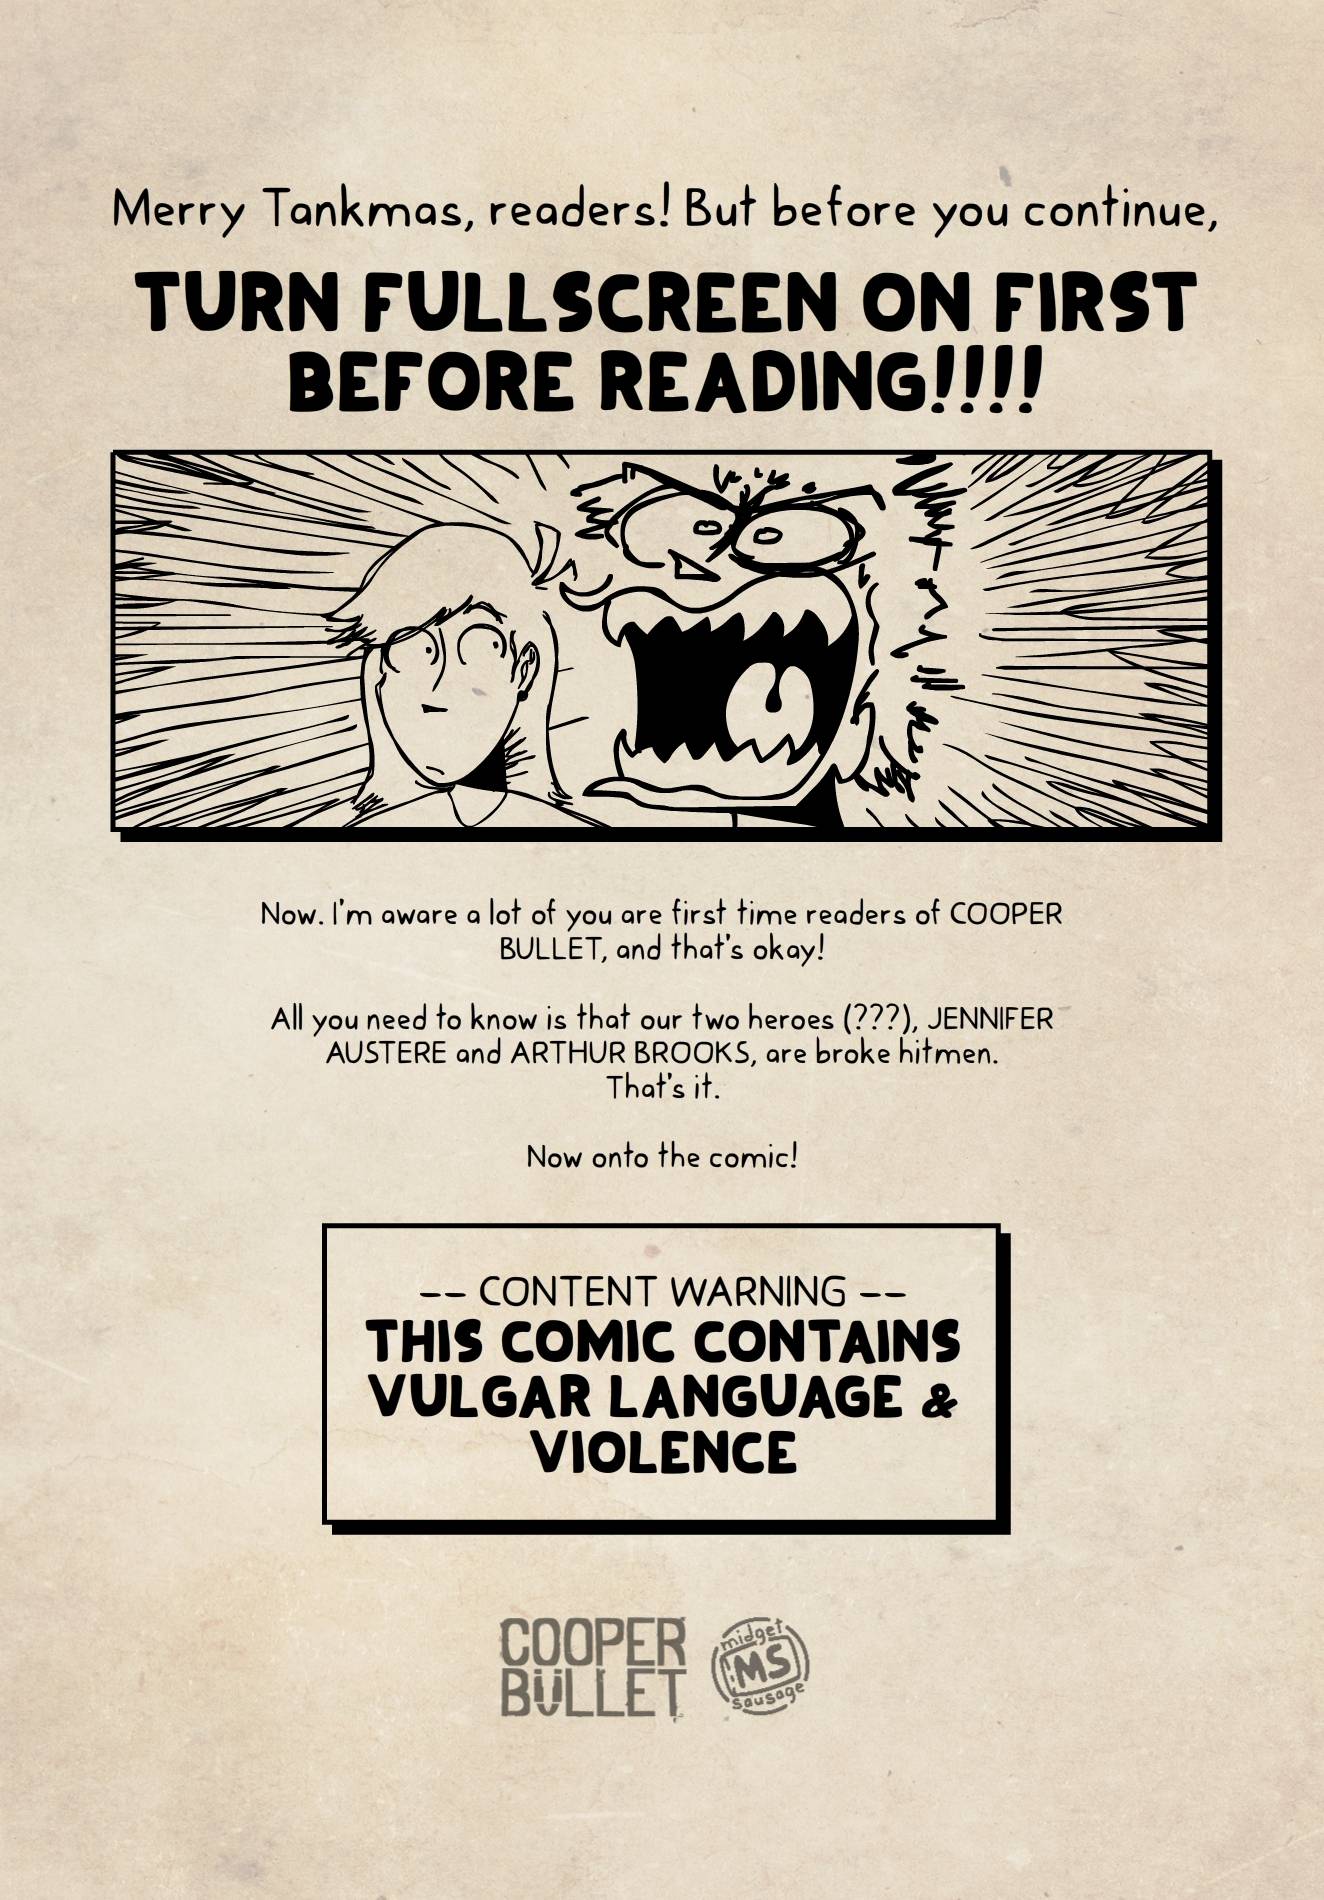 Merry Tankmas, readers! But before you continue,
TURN FULLSCREEN ON FIRST
BEFORE READING!!!!
Now. I'm aware a lot of you are first time readers of COOPER
BULLET, and that's okay!
All you need to know is that our two heroes (???), JENNIFER
AUSTERE and ARTHUR BROOKS, are broke hitmen.
That's it.
Now onto the comic!
-- CONTENT WARNING --
THIS COMIC CONTAINS
VULGAR LANGUAGE &
VIOLENCE
COOPER
BULLET
midget
MS
sausage